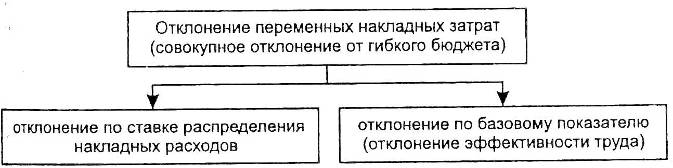 Отклонение переменных накладных затрат
(совокупное отклонение от гибкого бюджета)
отклонение по ставке распределения
накладных расходов
отклонение по базовому показателю
(отклонение эффективности труда)